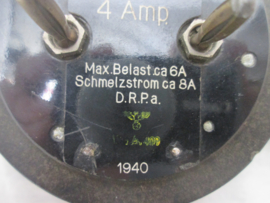 4 Amp
Max.Belast.ca 6A
Schmelzstrom ca 8A
D.R.P.a.
1940